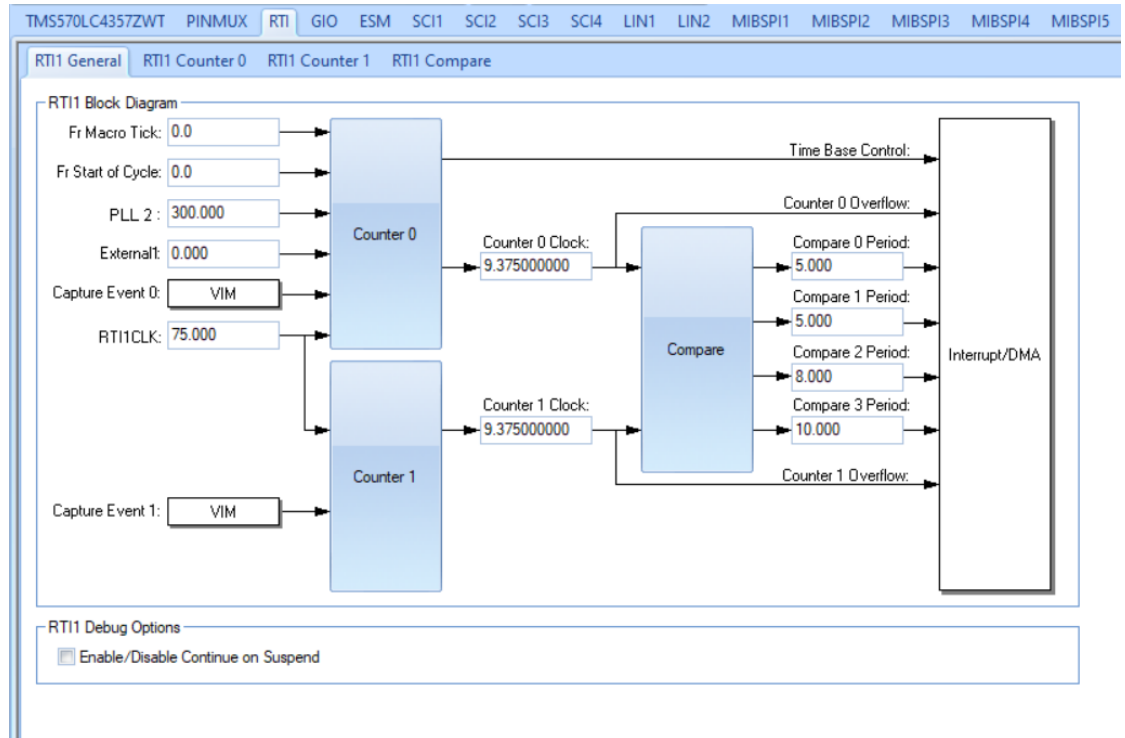 TMS570LC4357ZWT PINMUX RTI GIO ESM SCI1 SCI2 SCI3 SCI4 LIN1 LIN2 MIBSPI1 MIBSPI2 MIBSPI3 MIBSPI4 MIBSPI5
RTI1 General RTI1 Counter 0 RTI1 Counter 1 RTI1 Compare
RTI1 Block Diagram
Fr Macro Tick: 0.0
Time Base Control:
Fr Start of Cycle: 0.0
PLL 2 : 300.000
Counter 0 Overflow:
Counter 0
External1: 0.000
Counter 0 Clock:
9.375000000
Compare 0 Period:
5.000
Capture Event 0: VIM
Compare 1 Period:
5.000
RTI1CLK: 75.000
Compare
Interrupt/DMA
Compare 2 Period:
8.000
Counter 1 Clock:
9.375000000
Compare 3 Period:
10.000
Counter 1
Counter 1 Overflow:
Capture Event 1: VIM
RTI1 Debug Options
Enable/Disable Continue on Suspend